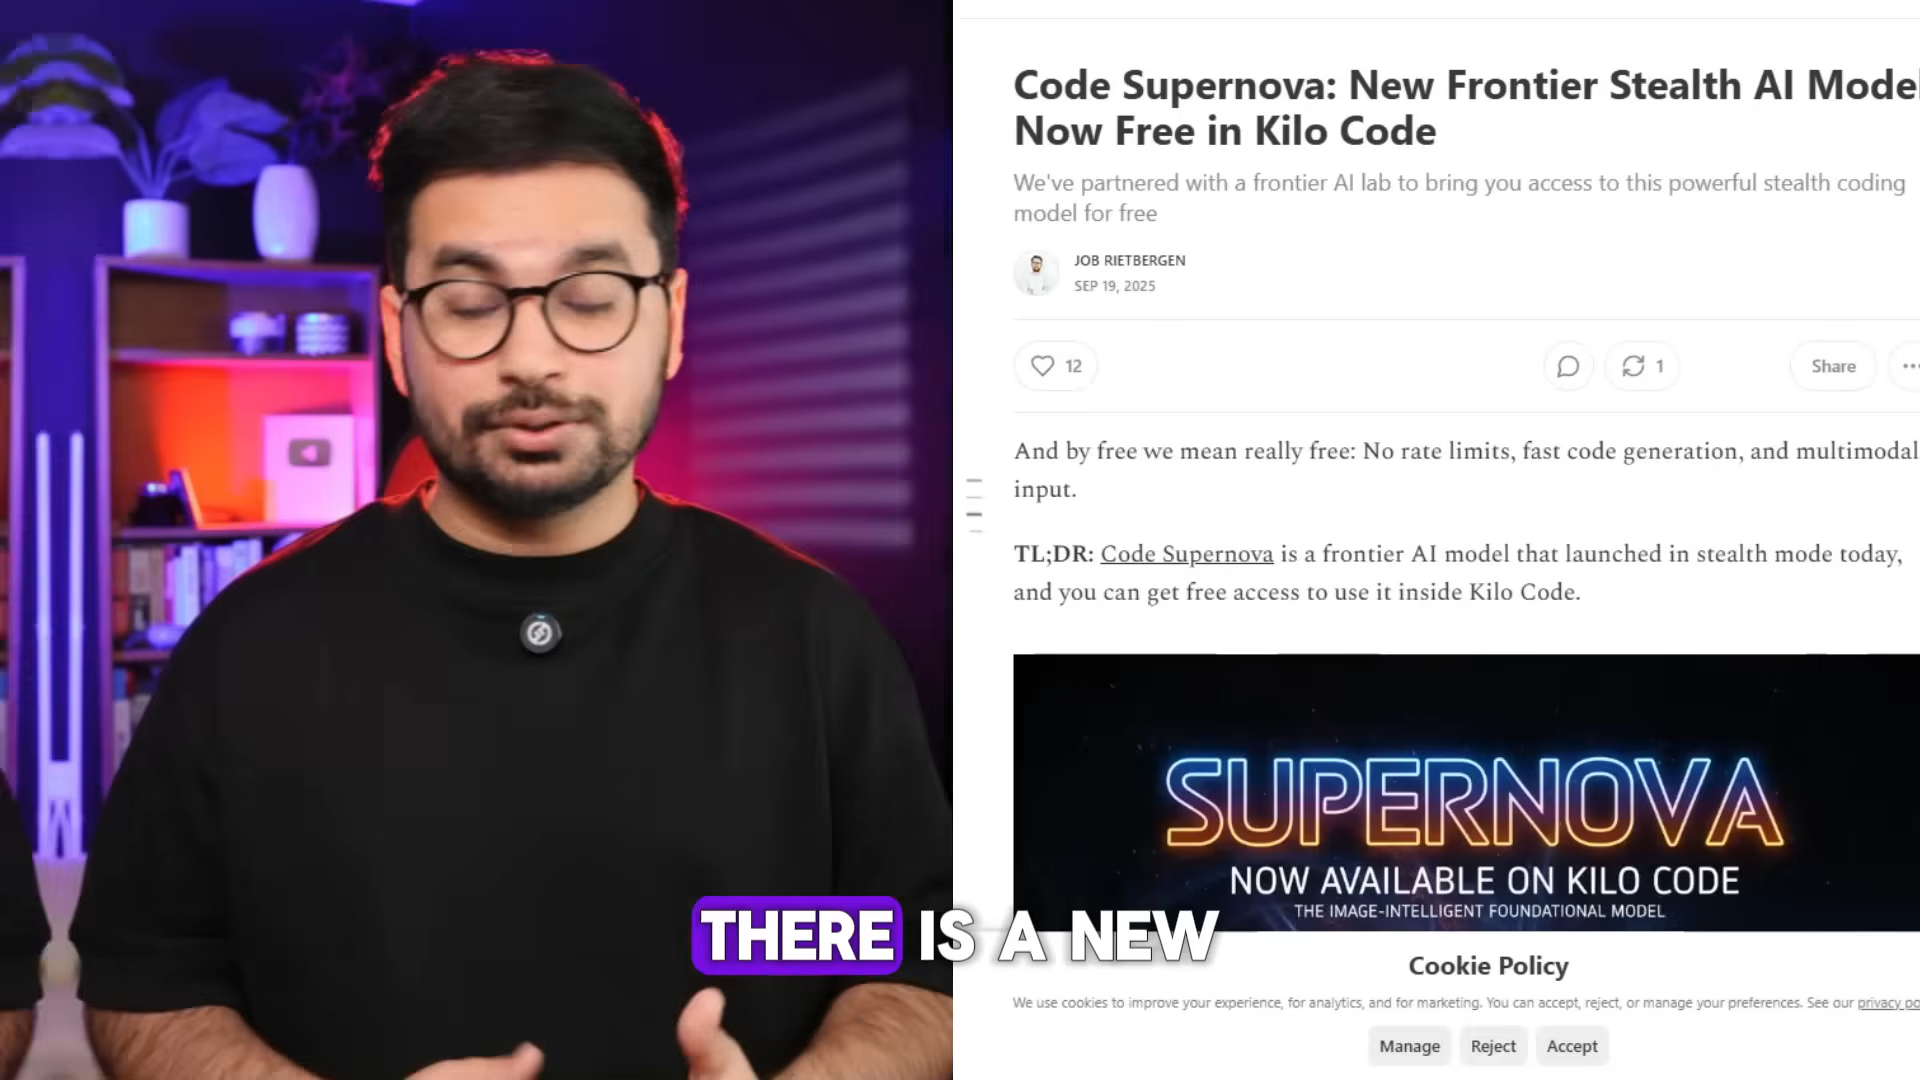 Code Supernova: New Frontier Stealth AI Model
Now Free in Kilo Code
We've partnered with a frontier AI lab to bring you access to this powerful stealth coding
model for free
JOB RIETBERGEN
SEP 19, 2025
12
1
Share
And by free we mean really free: No rate limits, fast code generation, and multimodal
input.
TL;DR: Code Supernova is a frontier AI model that launched in stealth mode today,
and you can get free access to use it inside Kilo Code.
SUPERNOVA
NOW AVAILABLE ON KILO CODE
THE IMAGE-INTELLIGENT FOUNDATIONAL MODEL
THERE IS A NEW
Cookie Policy
We use cookies to improve your experience, for analytics, and for marketing. You can accept, reject, or manage your preferences. See our privacy po
Manage
Reject
Accept